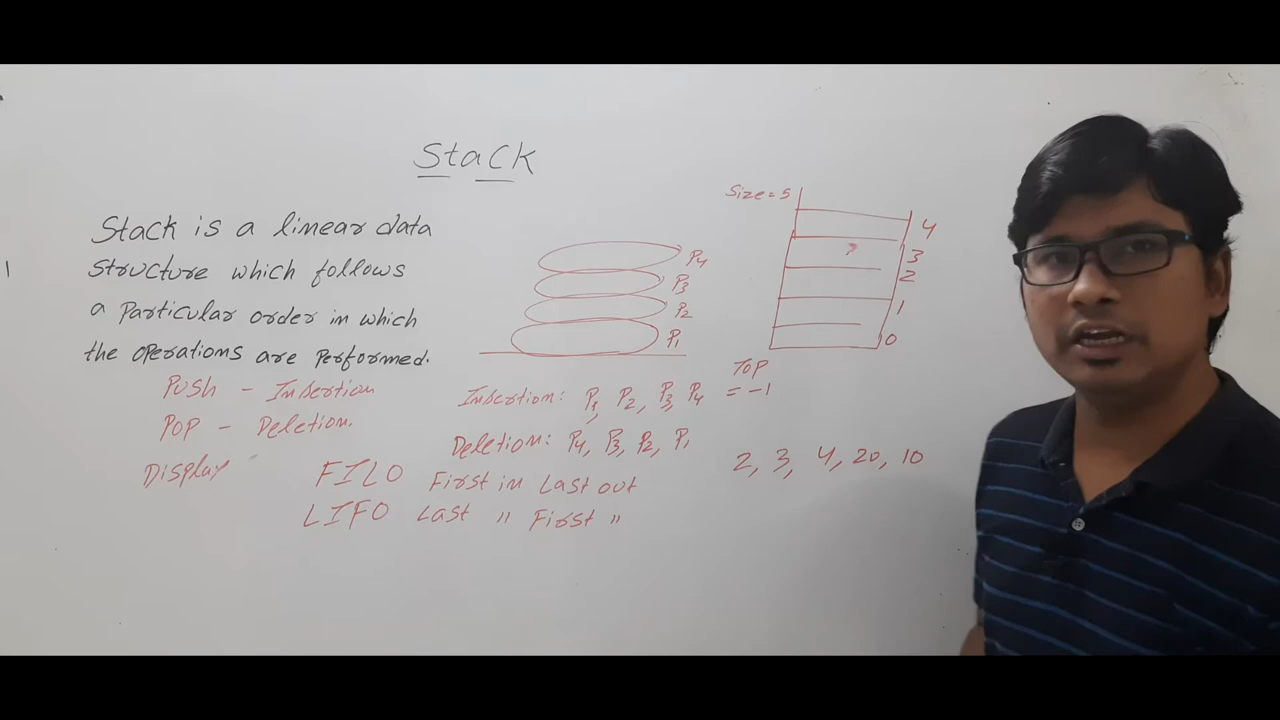 Stack
Stack is a linear data
structure which follows
a particular order in which
the operations are performed.
Push - Insertion
POP - Deletion.
Display
P4
P3
P2
P1
Insertion: P1, P2, P3, P4
Deletion: P4, P3, P2, P1
FILO First in Last out
LIFO Last " First "
Size = 5
4
3
2
1
0
TOP
= -1
2, 3, 4, 20, 10